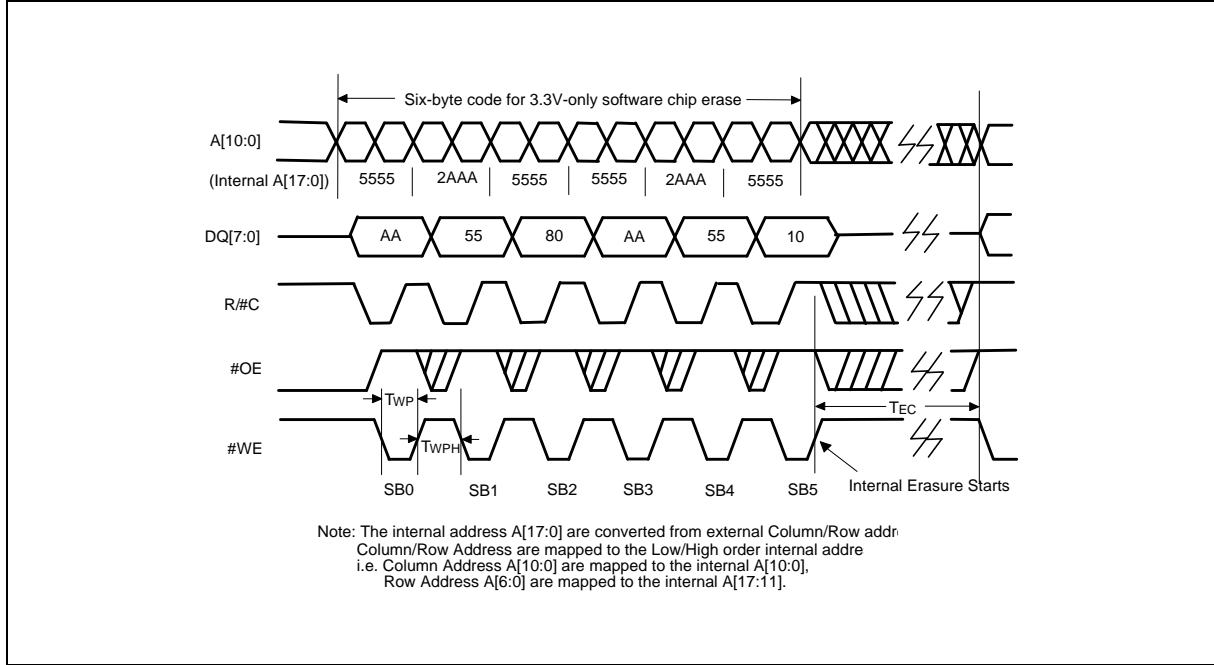 Six-byte code for 3.3V-only software chip erase
A[10:0]
(Internal A[17:0])
5555 2AAA 5555 5555 2AAA 5555
DQ[7:0]
AA 55 80 AA 55 10
R/#C
#OE
TWP
TEC
#WE
TWPH
SB0 SB1 SB2 SB3 SB4 SB5
Internal Erasure Starts
Note: The internal address A[17:0] are converted from external Column/Row
Column/Row Address are mapped to the Low/High order internal
i.e. Column Address A[10:0] are mapped to the internal A[10:0],
Row Address A[6:0] are mapped to the internal A[17:11].